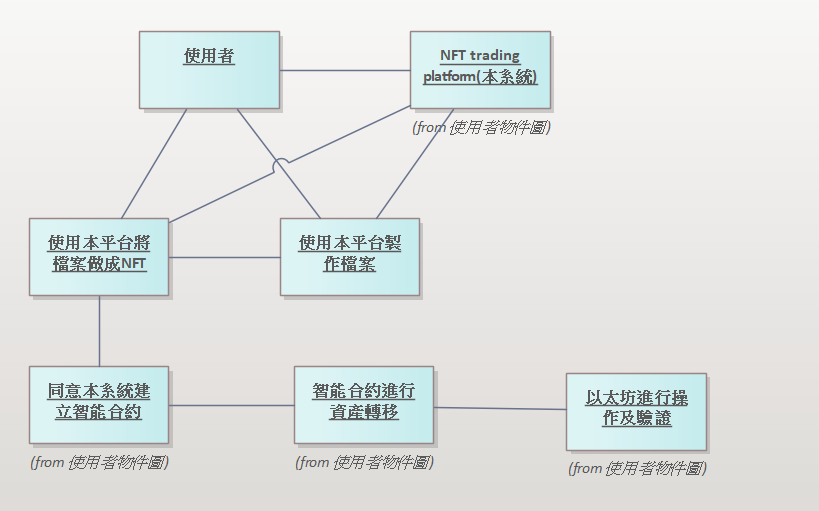 使用者
NFT trading
platform(本系統)
(from 使用者物件圖)
使用本平台將
檔案做成NFT
使用本平台製
作檔案
同意本系統建
立智能合約
(from 使用者物件圖)
智能合約進行
資產轉移
(from 使用者物件圖)
以太坊進行操
作及驗證
(from 使用者物件圖)